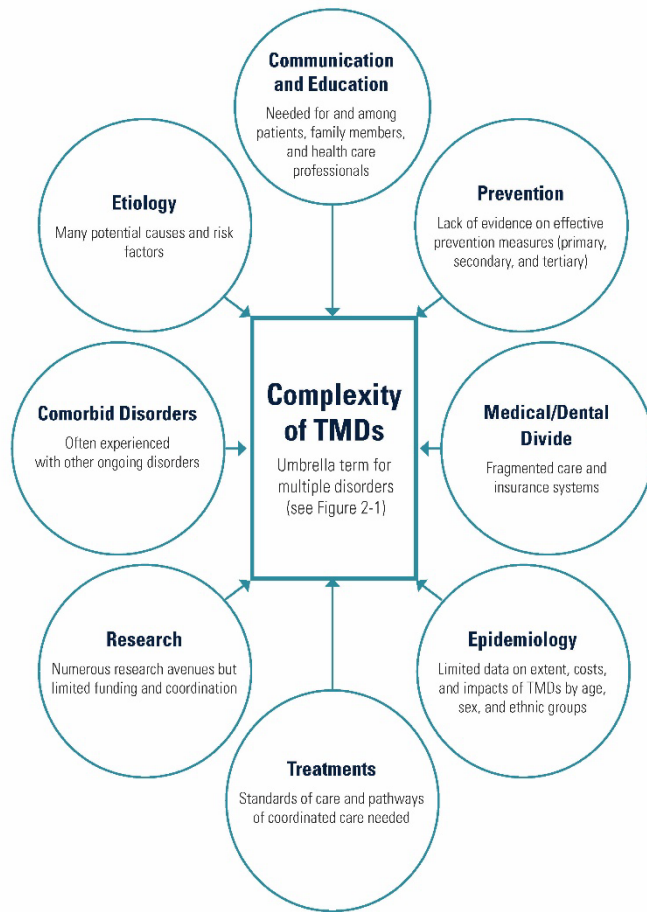 Communication
and Education
Needed for and among
patients, family members,
and health care
professionals
Etiology
Many potential causes and risk
factors
Prevention
Lack of evidence on effective
prevention measures (primary,
secondary, and tertiary)
Comorbid Disorders
Often experienced
with other ongoing disorders
Complexity
of TMDs
Umbrella term for
multiple disorders
(see Figure 2-1)
Medical/Dental
Divide
Fragmented care and
insurance systems
Research
Numerous research avenues but
limited funding and coordination
Epidemiology
Limited data on extent, costs,
and impacts of TMDs by age,
sex, and ethnic groups
Treatments
Standards of care and pathways
of coordinated care needed